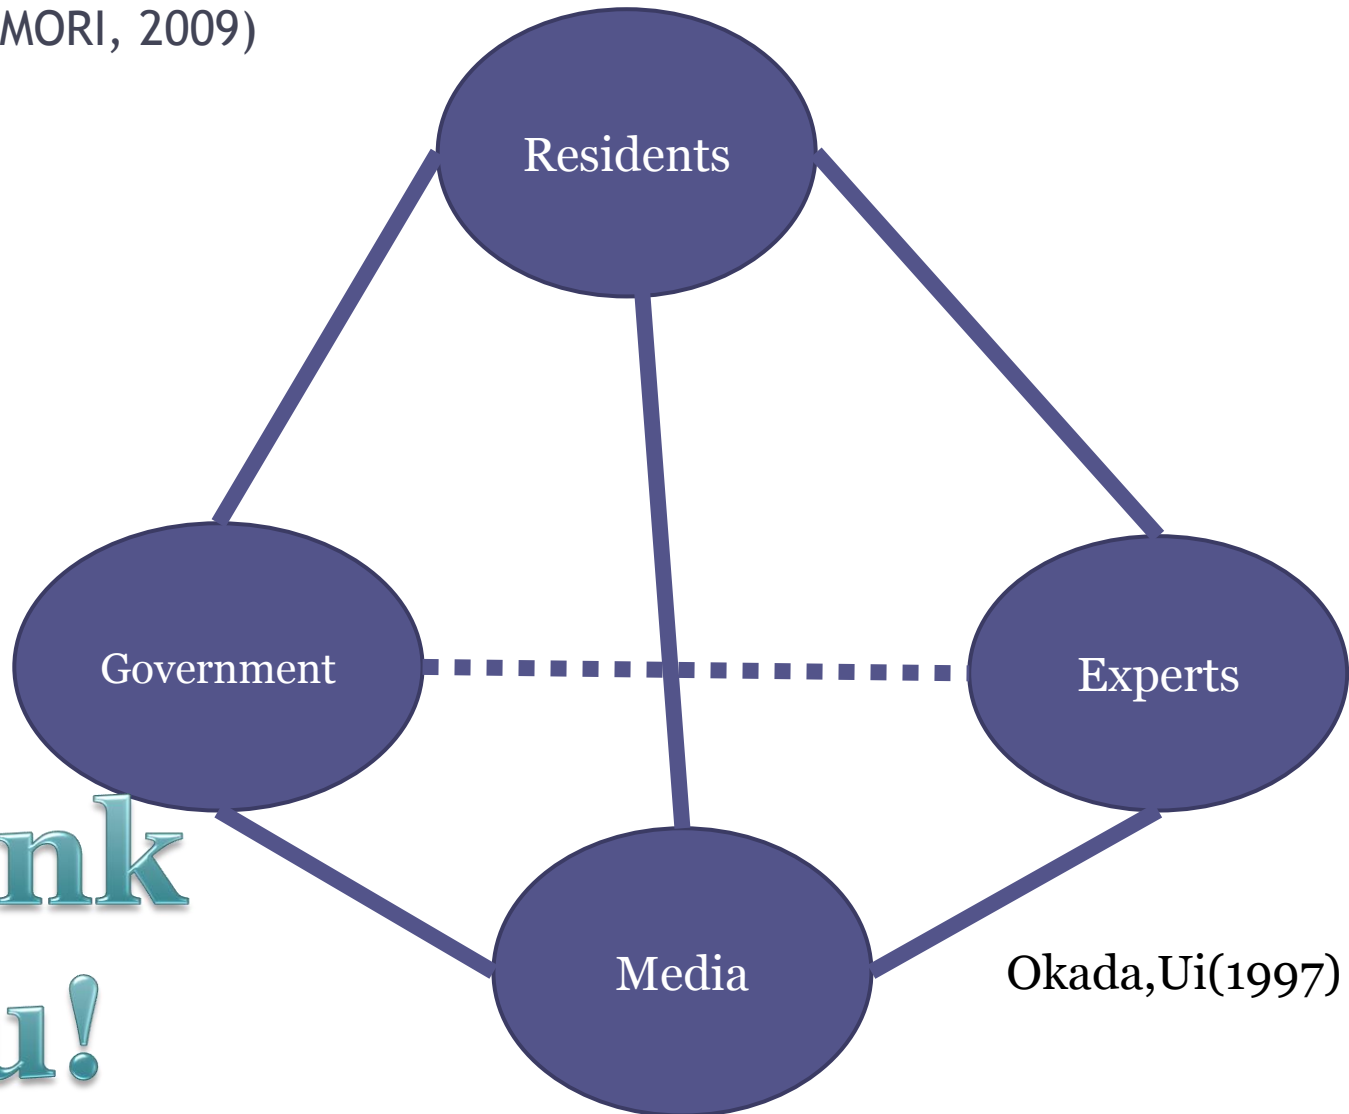 MORI, 2009)
Residents
Government
Experts
nk
Media
Okada,Ui(1997)
u!